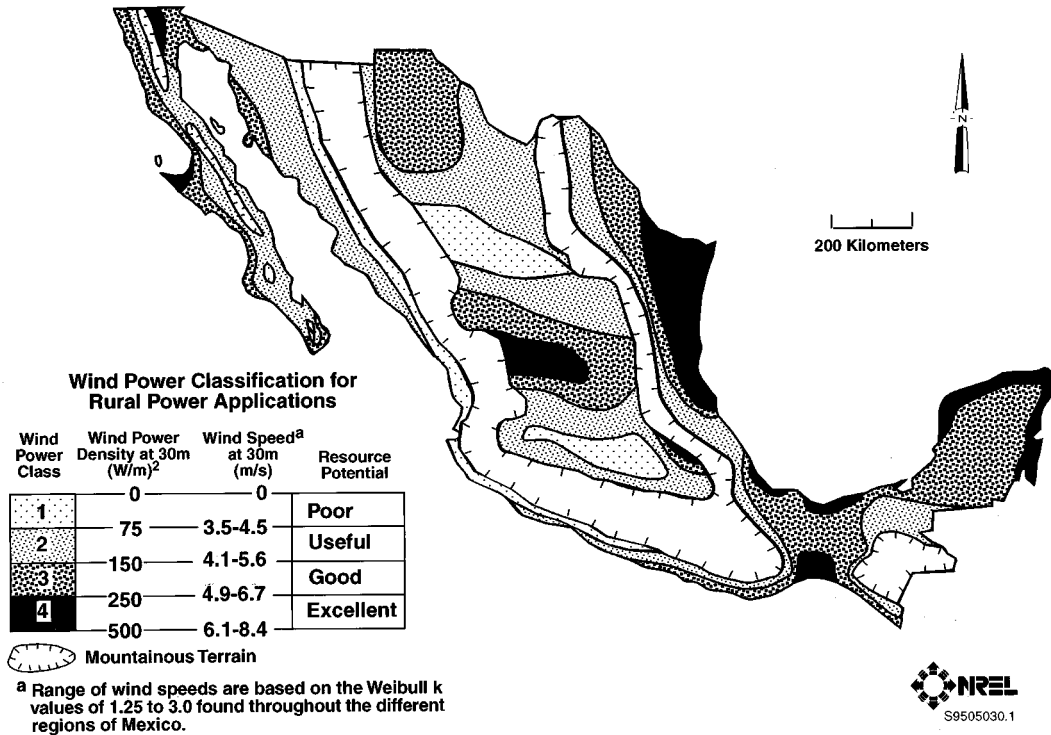 N
200 Kilometers
Wind Power Classification for
Rural Power Applications
Wind
Power
Class
Wind Power
Density at 30m
(W/m)²
Wind Speedᵃ
at 30m
(m/s)
Resource
Potential
0 0
1 Poor
75 3.5-4.5
2 Useful
150 4.1-5.6
3 Good
250 4.9-6.7
4 Excellent
500 6.1-8.4
Mountainous Terrain
ᵃ Range of wind speeds are based on the Weibull k
values of 1.25 to 3.0 found throughout the different
regions of Mexico.
NREL
S9505030.1